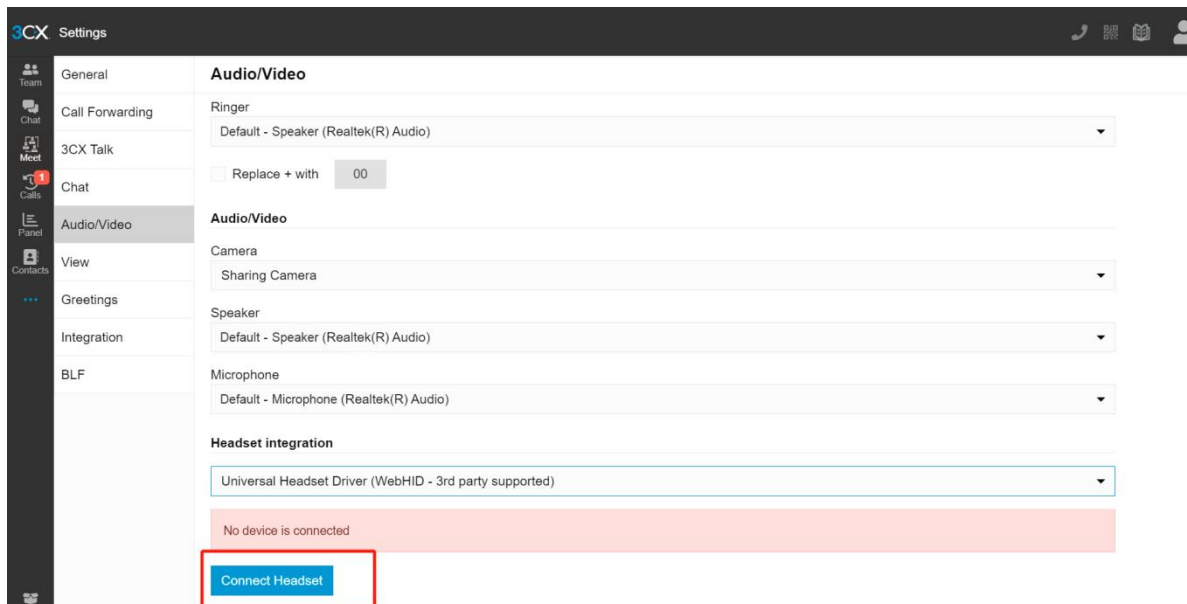 3CX Settings
Team
Chat
Meet
1
Calls
Panel
Contacts
General
Call Forwarding
3CX Talk
Chat
Audio/Video
View
Greetings
Integration
BLF
Audio/Video
Ringer
Default - Speaker (Realtek(R) Audio)
Replace + with 00
Audio/Video
Camera
Sharing Camera
Speaker
Default - Speaker (Realtek(R) Audio)
Microphone
Default - Microphone (Realtek(R) Audio)
Headset integration
Universal Headset Driver (WebHID - 3rd party supported)
No device is connected
Connect Headset